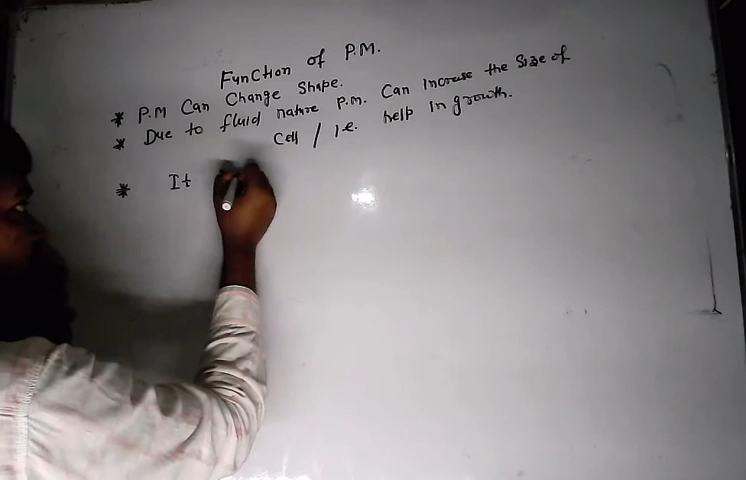 Function of P.M.
* P.M Can Change Shape.
* Due to fluid nature P.M. Can Increase the Size of
Cell / i.e. help in growth.
* It